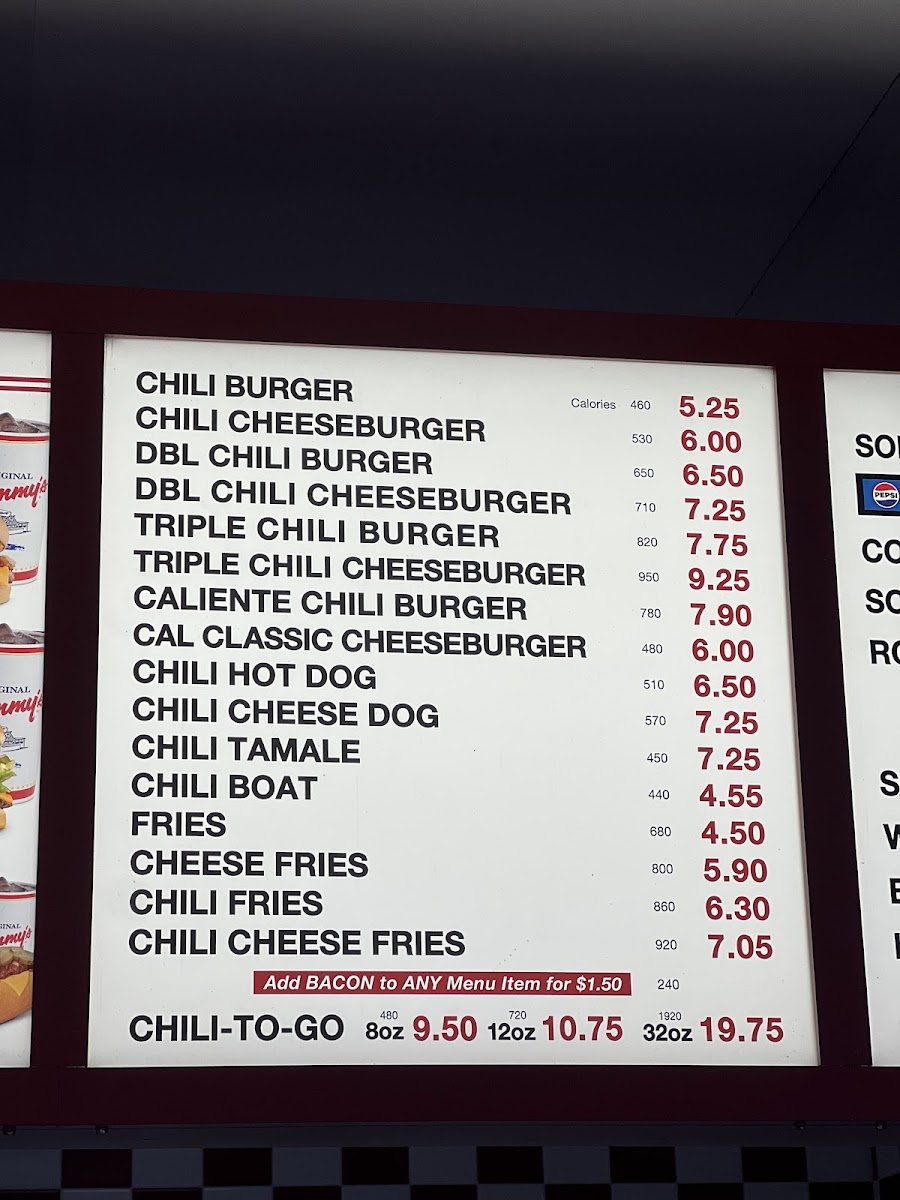 CHILI BURGER Calories 460 5.25
CHILI CHEESEBURGER 530 6.00
DBL CHILI BURGER 650 6.50
DBL CHILI CHEESEBURGER 710 7.25
TRIPLE CHILI BURGER 820 7.75
TRIPLE CHILI CHEESEBURGER 950 9.25
CALIENTE CHILI BURGER 780 7.90
CAL CLASSIC CHEESEBURGER 480 6.00
CHILI HOT DOG 510 6.50
CHILI CHEESE DOG 570 7.25
CHILI TAMALE 450 7.25
CHILI BOAT 440 4.55
FRIES 680 4.50
CHEESE FRIES 800 5.90
CHILI FRIES 860 6.30
CHILI CHEESE FRIES 920 7.05
Add BACON to ANY Menu Item for $1.50 240
CHILI-TO-GO 480 8oz 9.50 720 12oz 10.75 1920 32oz 19.75
PEPSI